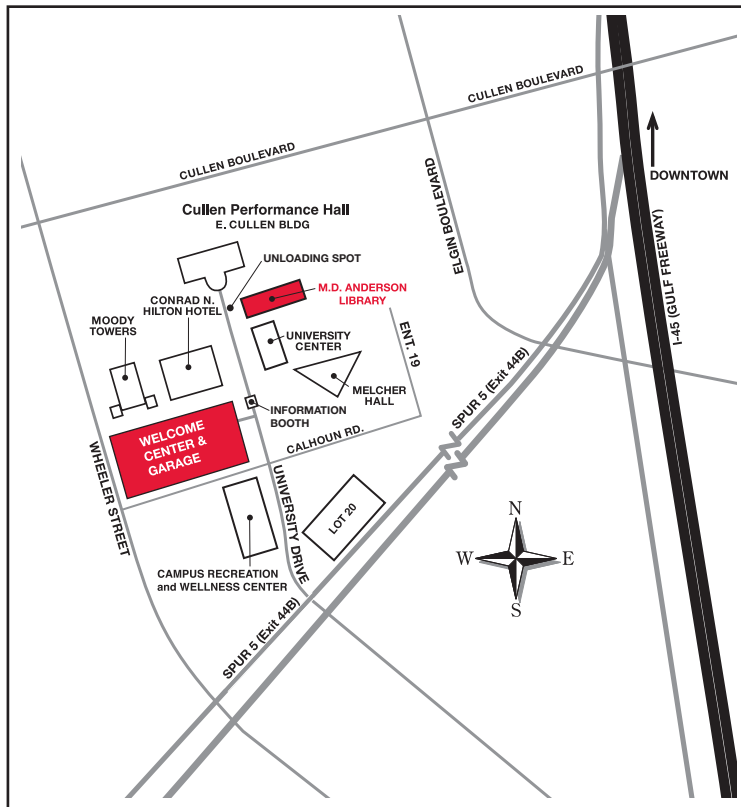 CULLEN BOULEVARD
CULLEN BOULEVARD
DOWNTOWN
ELGIN BOULEVARD
I-45 (GULF FREEWAY)
Cullen Performance Hall
E. CULLEN BLDG
UNLOADING SPOT
M.D. ANDERSON
LIBRARY
CONRAD N.
HILTON HOTEL
MOODY
TOWERS
UNIVERSITY
CENTER
ENT. 19
MELCHER
HALL
SPUR 5 (Exit 44B)
INFORMATION
BOOTH
WELCOME
CENTER &
GARAGE
CALHOUN RD.
WHEELER STREET
UNIVERSITY DRIVE
LOT 20
CAMPUS RECREATION
and WELLNESS CENTER
SPUR 5 (Exit 44B)
N
W
E
S